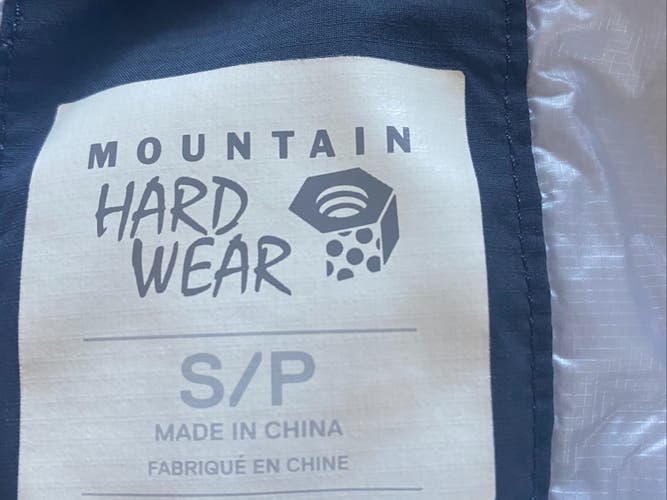 MOUNTAIN
HARD
WEAR
S/P
MADE IN CHINA
FABRIQUÉ EN CHINE